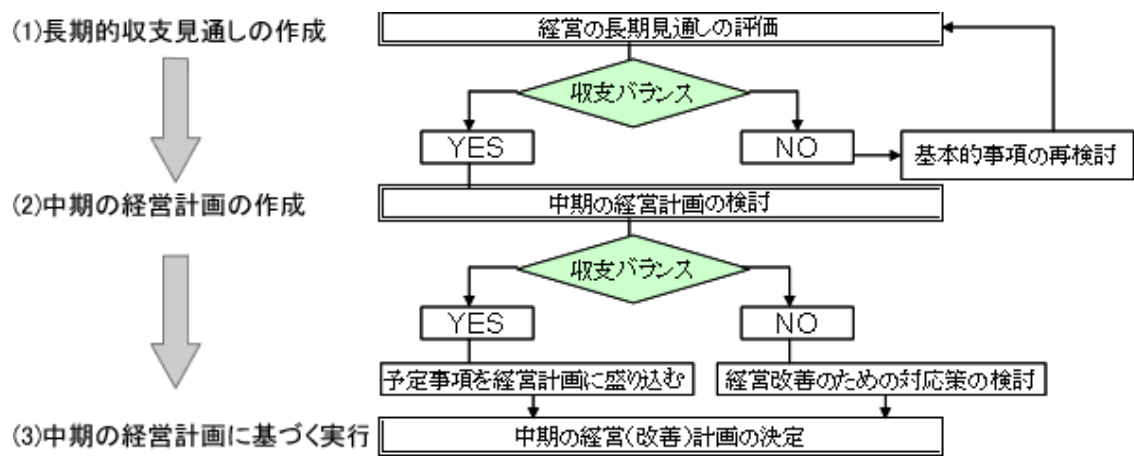 (1)長期的収支見通しの作成
経営の長期見通しの評価
収支バランス
YES
NO
基本的事項の再検討
(2)中期の経営計画の作成
中期の経営計画の検討
収支バランス
YES
NO
予定事項を経営計画に盛り込む
経営改善のための対応策の検討
(3)中期の経営計画に基づく実行
中期の経営(改善)計画の決定